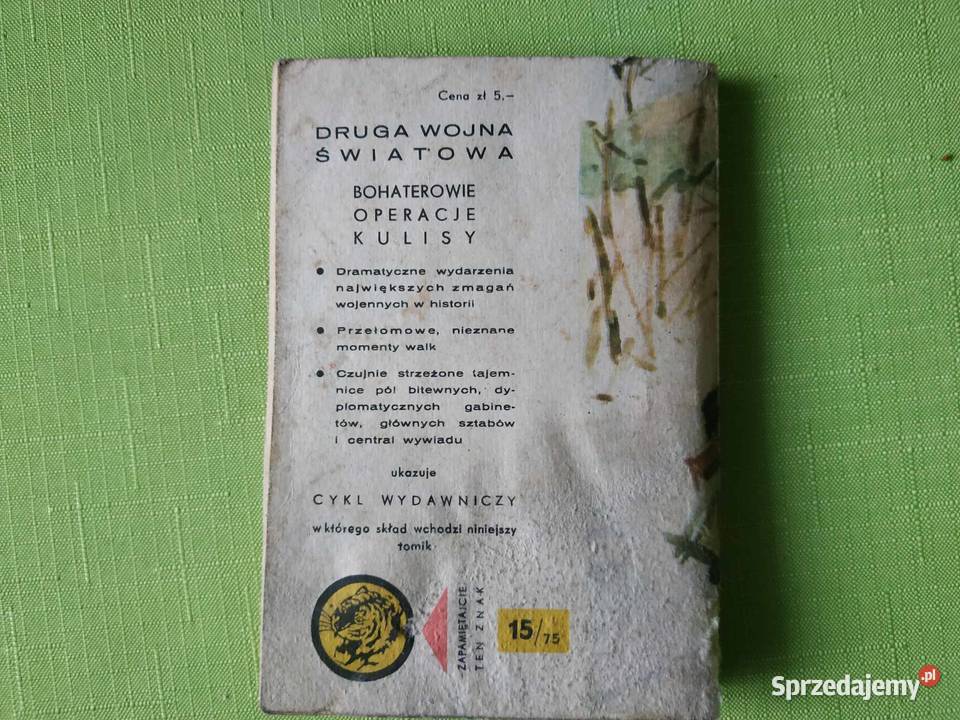 Cena zł 5,–
DRUGA WOJNA
ŚWIATOWA
BOHATEROWIE
OPERACJE
KULISY
● Dramatyczne wydarzenia
największych zmagań
wojennych w historii
● Przełomowe, nieznane
momenty walk
● Czujnie strzeżone tajem-
nice pól bitewnych, dy-
plomatycznych gabine-
tów, głównych sztabów
i central wywiadu
ukazuje
CYKL WYDAWNICZY
w którego skład wchodzi niniejszy
tomik
ZAPAMIĘTAJCIE
TEN ZNAK
15/75
Sprzedajemy.pl